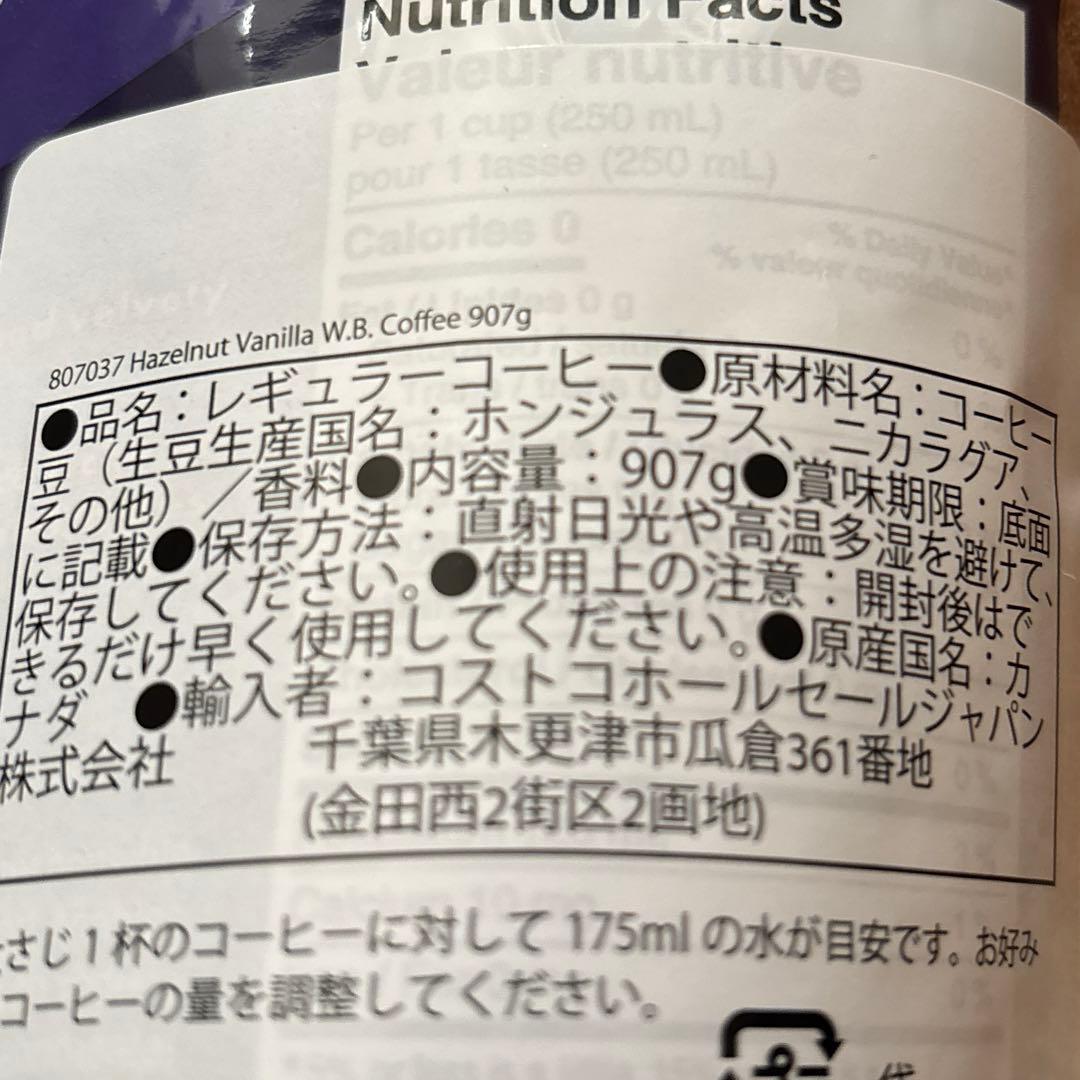 Nutrition Facts
Valeur nutritive
Per 1 cup (250 mL)
pour 1 tasse (250 mL)
Calories 0
% Daily Value*
% valeur quotidienne*
0 g
0 %
807037 Hazelnut Vanilla W.B. Coffee 907g
●品名：レギュラーコーヒー●原材料名：コーヒー
豆（生豆生産国名：ホンジュラス、ニカラグア、
その他）／香料●内容量：907g●賞味期限：底面
に記載●保存方法：直射日光や高温多湿を避けて、
保存してください。●使用上の注意：開封後はで
きるだけ早く使用してください。●原産国名：カ
ナダ ●輸入者：コストコホールセールジャパン
株式会社
千葉県木更津市瓜倉361番地
(金田西2街区2画地)
さじ1杯のコーヒーに対して175mlの水が目安です。お好み
コーヒーの量を調整してください。